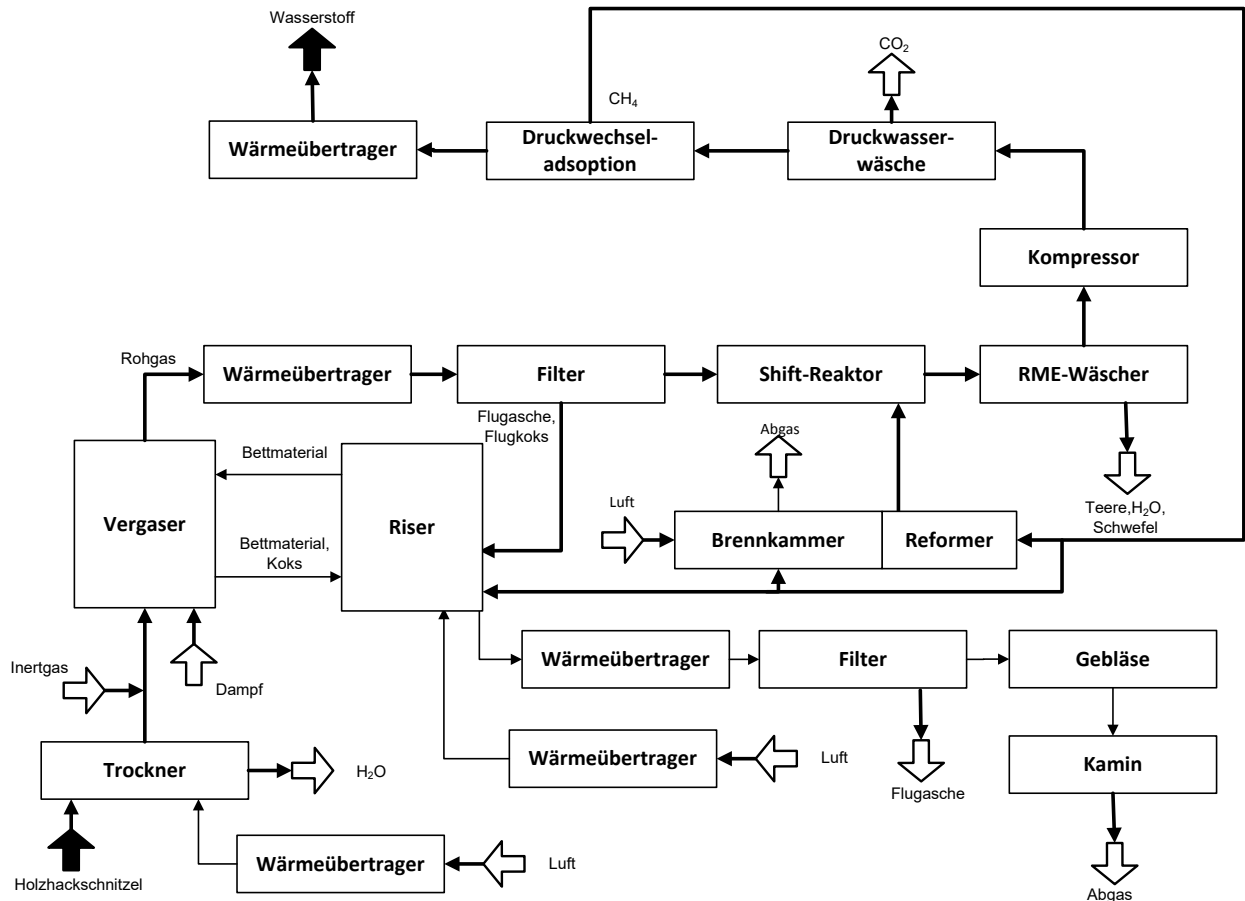 Wasserstoff
CO₂
CH₄
Wärmeübertrager
Druckwechsel-
adsoption
Druckwasser-
wäsche
Kompressor
Rohgas
Wärmeübertrager
Filter
Shift-Reaktor
RME-Wäscher
Flugasche,
Flugkoks
Abgas
Bettmaterial
Vergaser
Riser
Luft
Teere,H₂O,
Schwefel
Brennkammer
Reformer
Bettmaterial,
Koks
Inertgas
Dampf
Wärmeübertrager
Filter
Gebläse
Trockner
H₂O
Wärmeübertrager
Luft
Kamin
Flugasche
Holzhackschnitzel
Wärmeübertrager
Luft
Abgas